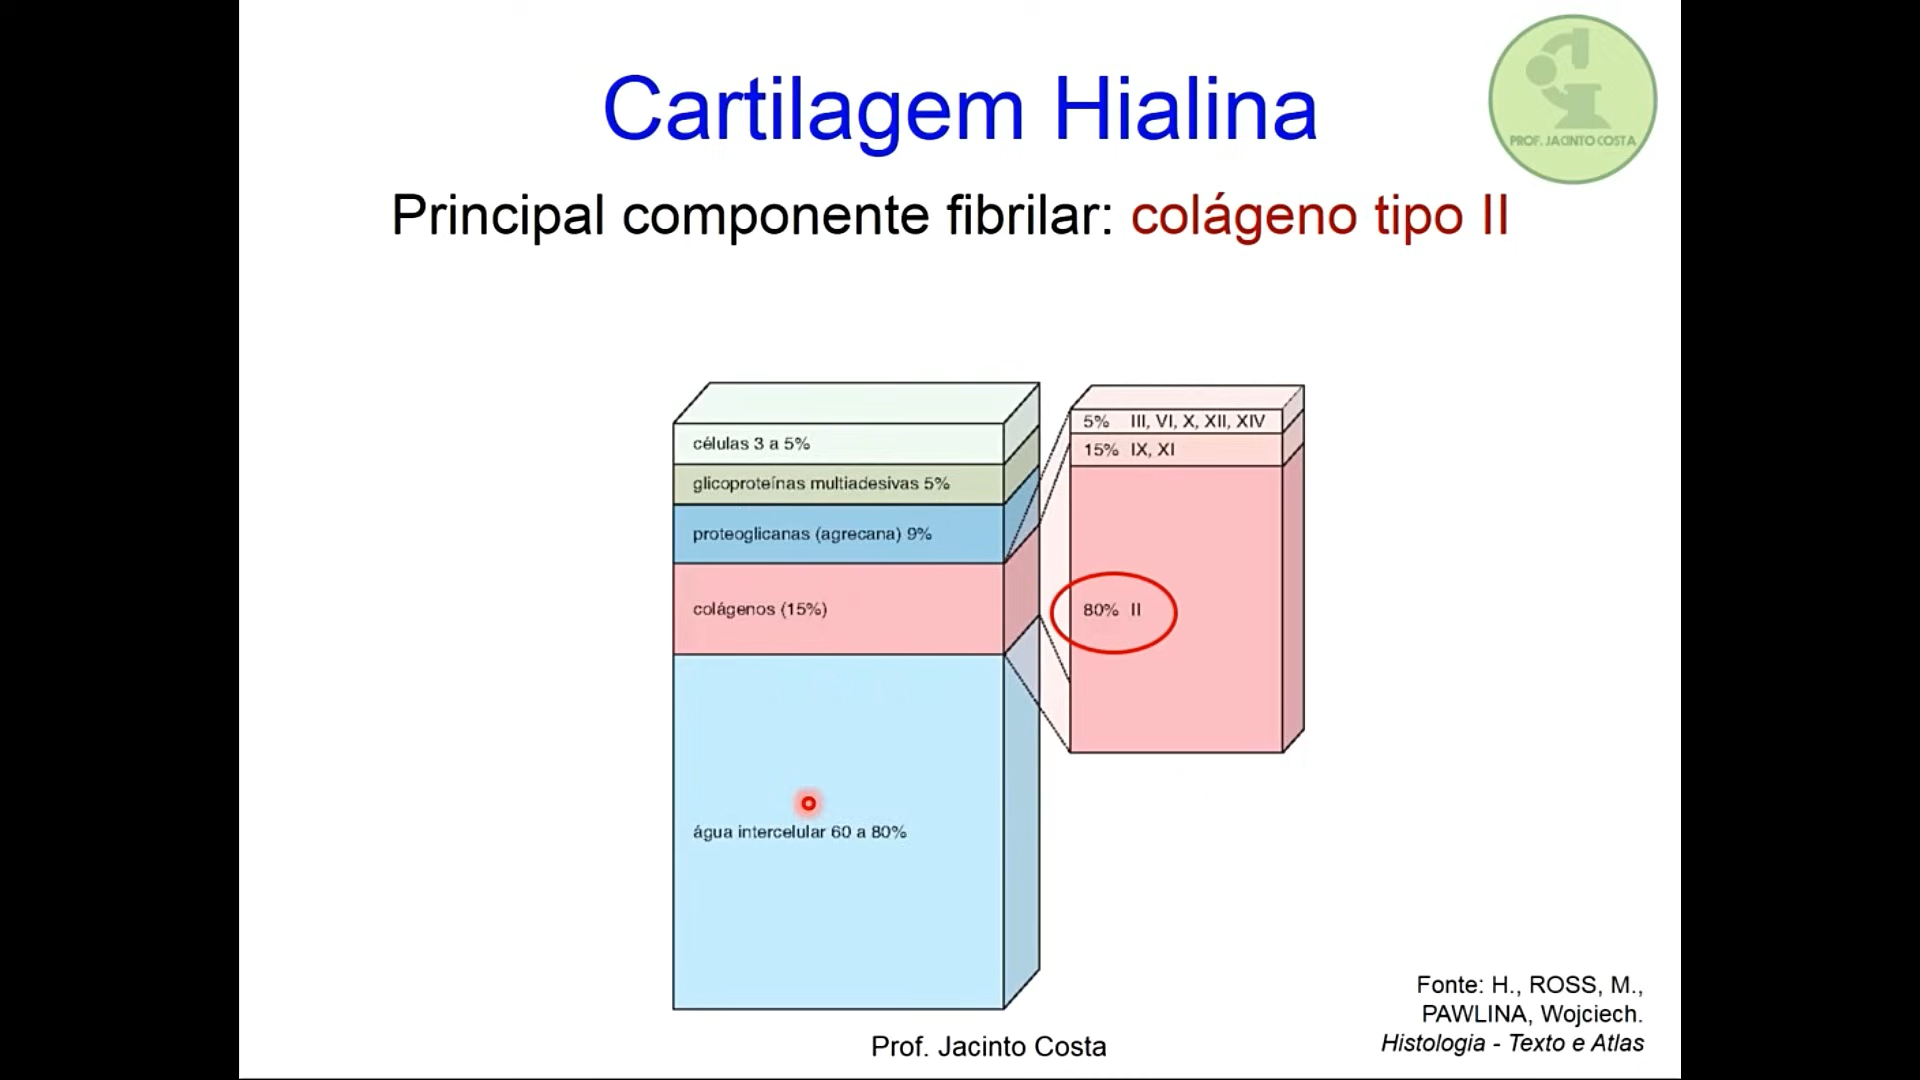 PROF. JACINTO COSTA
Cartilagem Hialina
Principal componente fibrilar: colágeno tipo II
células 3 a 5%
glicoproteínas multiadesivas 5%
proteoglicanas (agrecana) 9%
colágenos (15%)
água intercelular 60 a 80%
5% III, VI, X, XII, XIV
15% IX, XI
80% II
Fonte: H., ROSS, M.,
PAWLINA, Wojciech.
Histologia - Texto e Atlas
Prof. Jacinto Costa